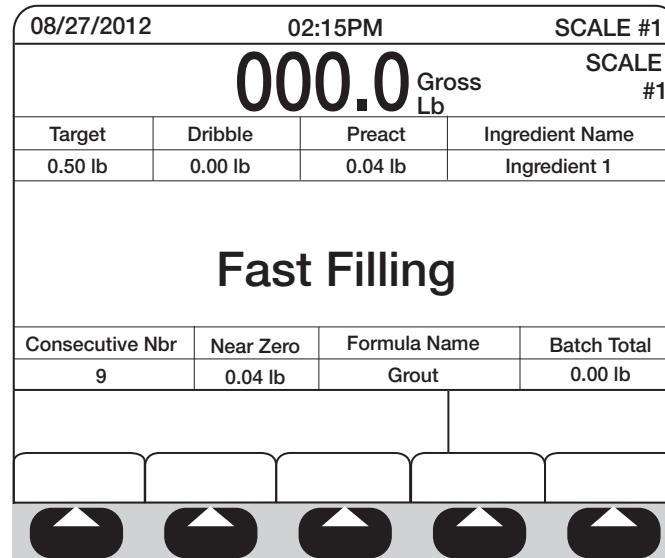 08/27/2012 02:15PM SCALE #1
000.0 Gross Lb
SCALE #1
Target Dribble Preact Ingredient Name
0.50 lb 0.00 lb 0.04 lb Ingredient 1
Fast Filling
Consecutive Nbr Near Zero Formula Name Batch Total
9 0.04 lb Grout 0.00 lb